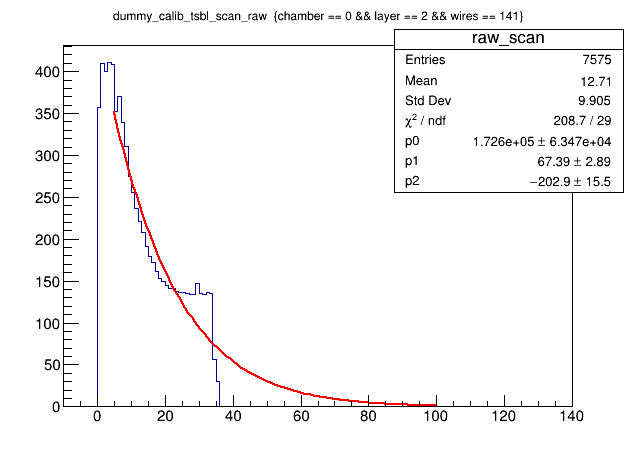 dummy_calib_tsbl_scan_raw {chamber == 0 && layer == 2 && wires == 141}
raw_scan
Entries 7575
Mean 12.71
Std Dev 9.905
χ² / ndf 208.7 / 29
p0 1.726e+05 ± 6.347e+04
p1 67.39 ± 2.89
p2 −202.9 ± 15.5
400
350
300
250
200
150
100
50
0
0 20 40 60 80 100 120 140